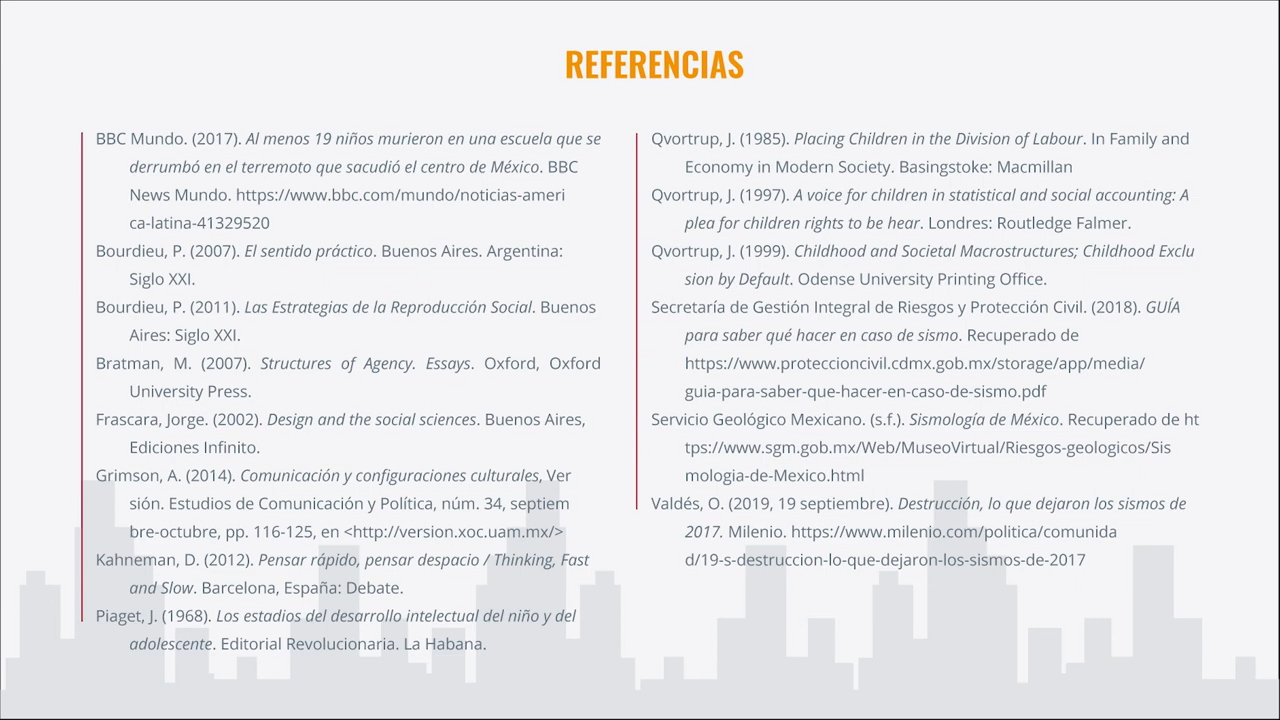 REFERENCIAS
BBC Mundo. (2017). Al menos 19 niños murieron en una escuela que se
derrumbó en el terremoto que sacudió el centro de México. BBC
News Mundo. https://www.bbc.com/mundo/noticias-ameri
ca-latina-41329520
Bourdieu, P. (2007). El sentido práctico. Buenos Aires. Argentina:
Siglo XXI.
Bourdieu, P. (2011). Las Estrategias de la Reproducción Social. Buenos
Aires: Siglo XXI.
Bratman, M. (2007). Structures of Agency. Essays. Oxford, Oxford
University Press.
Frascara, Jorge. (2002). Design and the social sciences. Buenos Aires,
Ediciones Infinito.
Grimson, A. (2014). Comunicación y configuraciones culturales, Ver
sión. Estudios de Comunicación y Política, núm. 34, septiem
bre-octubre, pp. 116-125, en <http://version.xoc.uam.mx/>
Kahneman, D. (2012). Pensar rápido, pensar despacio / Thinking, Fast
and Slow. Barcelona, España: Debate.
Piaget, J. (1968). Los estadios del desarrollo intelectual del niño y del
adolescente. Editorial Revolucionaria. La Habana.
Qvortrup, J. (1985). Placing Children in the Division of Labour. In Family and
Economy in Modern Society. Basingstoke: Macmillan
Qvortrup, J. (1997). A voice for children in statistical and social accounting: A
plea for children rights to be hear. Londres: Routledge Falmer.
Qvortrup, J. (1999). Childhood and Societal Macrostructures; Childhood Exclu
sion by Default. Odense University Printing Office.
Secretaría de Gestión Integral de Riesgos y Protección Civil. (2018). GUÍA
para saber qué hacer en caso de sismo. Recuperado de
https://www.proteccioncivil.cdmx.gob.mx/storage/app/media/
guia-para-saber-que-hacer-en-caso-de-sismo.pdf
Servicio Geológico Mexicano. (s.f.). Sismología de México. Recuperado de ht
tps://www.sgm.gob.mx/Web/MuseoVirtual/Riesgos-geologicos/Sis
mologia-de-Mexico.html
Valdés, O. (2019, 19 septiembre). Destrucción, lo que dejaron los sismos de
2017. Milenio. https://www.milenio.com/politica/comunida
d/19-s-destruccion-lo-que-dejaron-los-sismos-de-2017